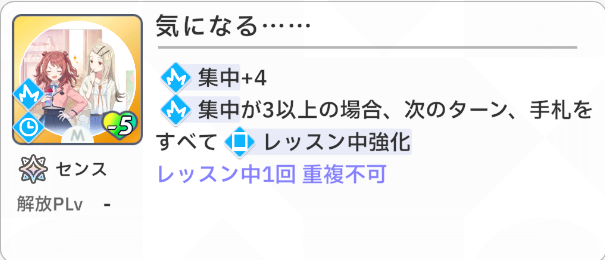 気になる……
集中+4
集中が3以上の場合、次のターン、手札を
すべて レッスン中強化
レッスン中1回 重複不可
-5
M
センス
解放PLv -